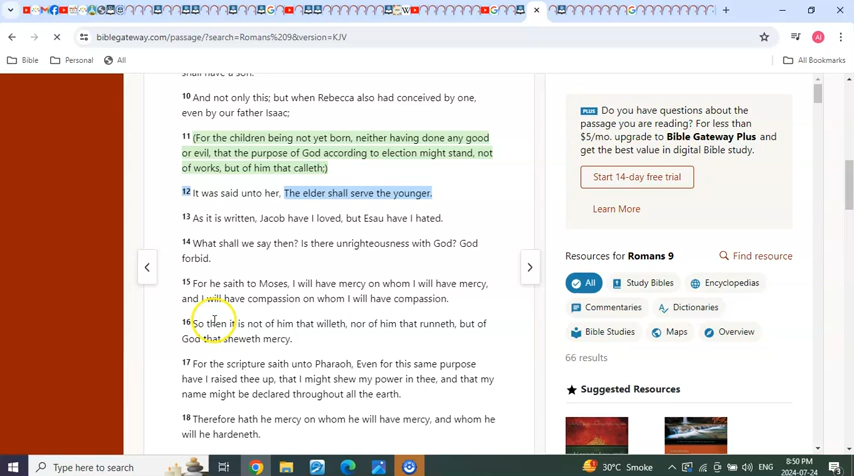 biblegateway.com/passage/?search=Romans%209&version=KJV
Bible
Personal
All
All Bookmarks
shall have a son.
10 And not only this; but when Rebecca also had conceived by one,
even by our father Isaac;
11 (For the children being not yet born, neither having done any good
or evil, that the purpose of God according to election might stand, not
of works, but of him that calleth;)
12 It was said unto her, The elder shall serve the younger.
13 As it is written, Jacob have I loved, but Esau have I hated.
14 What shall we say then? Is there unrighteousness with God? God
forbid.
15 For he saith to Moses, I will have mercy on whom I will have mercy,
and I will have compassion on whom I will have compassion.
16 So then it is not of him that willeth, nor of him that runneth, but of
God that sheweth mercy.
17 For the scripture saith unto Pharaoh, Even for this same purpose
have I raised thee up, that I might shew my power in thee, and that my
name might be declared throughout all the earth.
18 Therefore hath he mercy on whom he will have mercy, and whom he
will he hardeneth.
PLUS Do you have questions about the
passage you are reading? For less than
$5/mo. upgrade to Bible Gateway Plus and
get the best value in digital Bible study.
Start 14-day free trial
Learn More
Resources for Romans 9
Find resource
All
Study Bibles
Encyclopedias
Commentaries
Dictionaries
Bible Studies
Maps
Overview
66 results
Suggested Resources
Type here to search
30°C Smoke
ENG
8:50 PM
2024-07-24